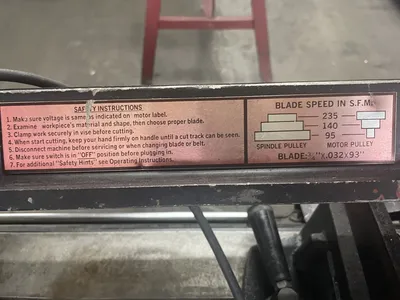 SAFETY INSTRUCTIONS
1. Make sure voltage is same as indicated on motor label.
2. Examine workpiece's material and shape, then choose proper blade.
3. Clamp work securely in vise before cutting.
4. When start cutting, keep your hand firmly on handle until a cut track can be seen.
5. Disconnect machine before servicing or when changing blade or belt.
6. Make sure switch is in "OFF" position before plugging in.
7. For additional "Safety Hints" see Operating Instructions.
BLADE SPEED IN S.F.M.
235
140
95
SPINDLE PULLEY MOTOR PULLEY
BLADE: x.032x93"